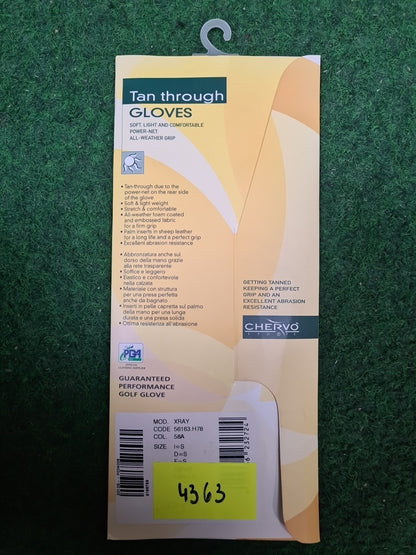 Tan through
GLOVES
SOFT, LIGHT AND COMFORTABLE
POWER-NET
ALL-WEATHER GRIP
• Tan-through due to the
power-net on the rear side
of the glove
• Soft & light weight
• Stretch & comfortable
• All-weather foam coated
and embossed fabric
for a firm grip
• Palm inserts in sheep leather
for a long life and a perfect grip
• Excellent abrasion resistance
• Abbronzatura anche sul
dorso della mano grazie
alla rete trasparente
• Soffice e leggero
• Elastico e confortevole
nella calzata
• Materiale con struttura
per una presa perfetta
anche da bagnato
• Inserti in pelle capretta sul palmo
della mano per una lunga
durata e una presa solida
• Ottima resistenza all'abrasione
GETTING TANNED
KEEPING A PERFECT
GRIP AND AN
EXCELLENT ABRASION
RESISTANCE
CHERVÒ
PGA
GUARANTEED
PERFORMANCE
GOLF GLOVE
MOD. XRAY
CODE 56163.H78
COL. 58A
SIZE I=S
D=S
4363